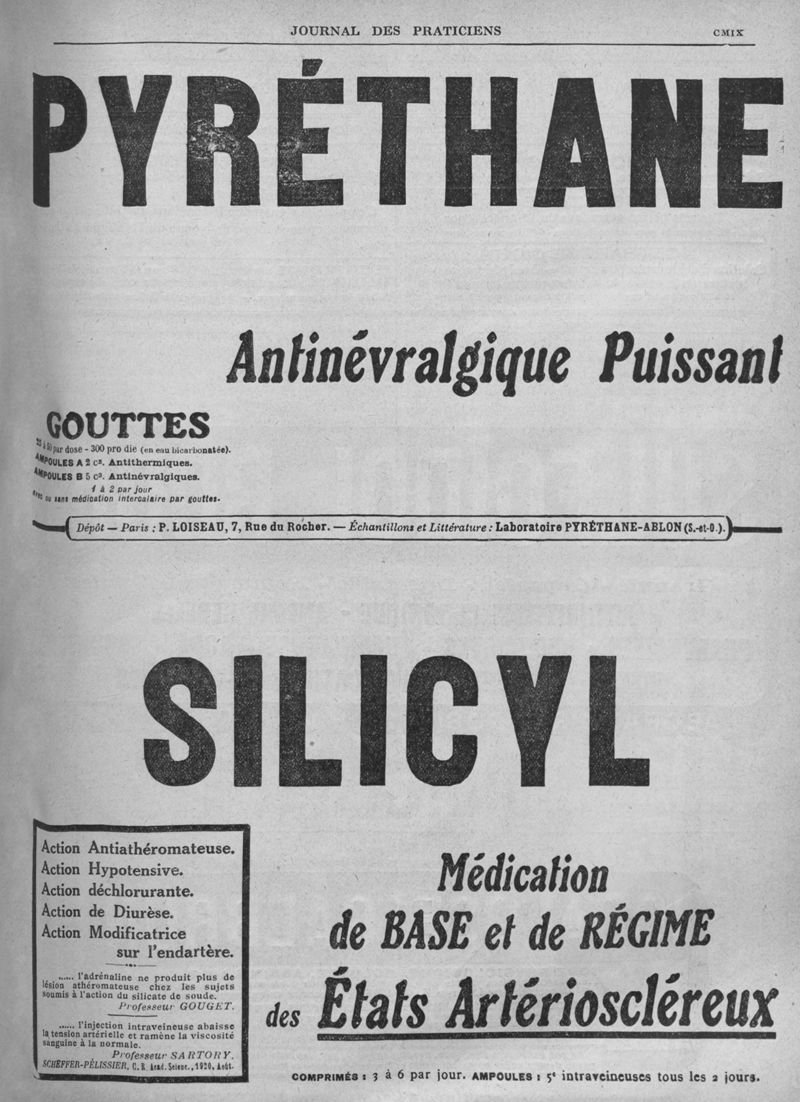 JOURNAL DES PRATICIENS CMIX
PYRÉTHANE
Antinévralgique Puissant
GOUTTES
25 à 50 par dose - 300 pro die (en eau bicarbonatée).
AMPOULES A 2 cᵃ. Antithermiques.
AMPOULES B 5 cᵃ. Antinévralgiques.
1 à 2 par jour
avec ou sans médication intercalaire par gouttes.
Dépôt — Paris : P. LOISEAU, 7, Rue du Rocher. — Échantillons et Littérature : Laboratoire PYRÉTHANE-ABLON (S.-et-O.).
SILICYL
Action Antiathéromateuse.
Action Hypotensive.
Action déchlorurante.
Action de Diurèse.
Action Modificatrice
sur l'endartère.
...... l'adrénaline ne produit plus de
lésion athéromateuse chez les sujets
soumis à l'action du silicate de soude.
Professeur GOUGET.
...... l'injection intraveineuse abaisse
la tension artérielle et ramène la viscosité
sanguine à la normale.
Professeur SARTORY.
SCHEFFER-PÉLISSIER, C. R. Acad. Scienc., 1920, Août.
Médication
de BASE et de RÉGIME
des États Artérioscléreux
COMPRIMÉS : 3 à 6 par jour. AMPOULES : 5ᶜ intraveineuses tous les 2 jours.